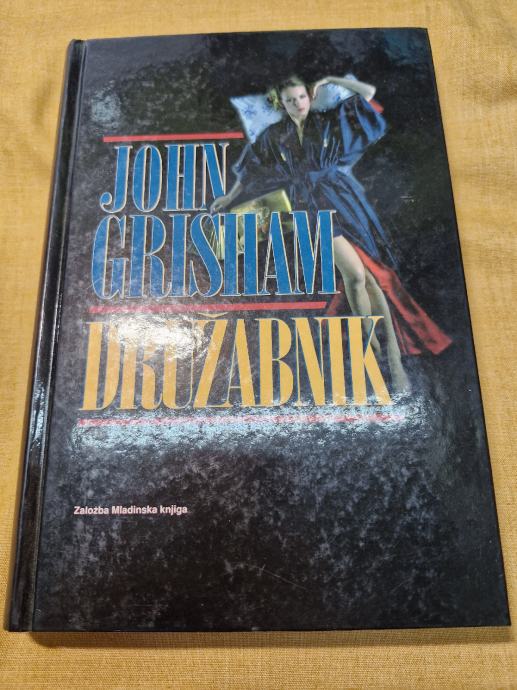 JOHN
GRISHAM
DRUŽABNIK
Založba Mladinska knjiga